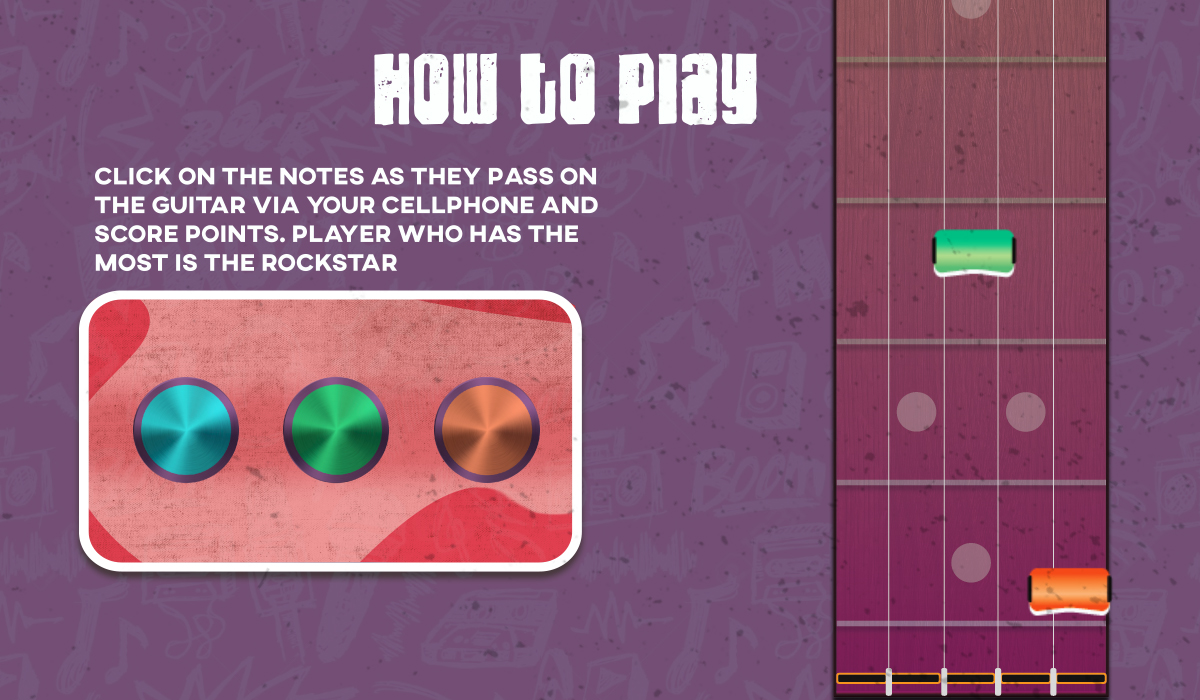 How to Play
CLICK ON THE NOTES AS THEY PASS ON
THE GUITAR VIA YOUR CELLPHONE AND
SCORE POINTS. PLAYER WHO HAS THE
MOST IS THE ROCKSTAR
BOOM